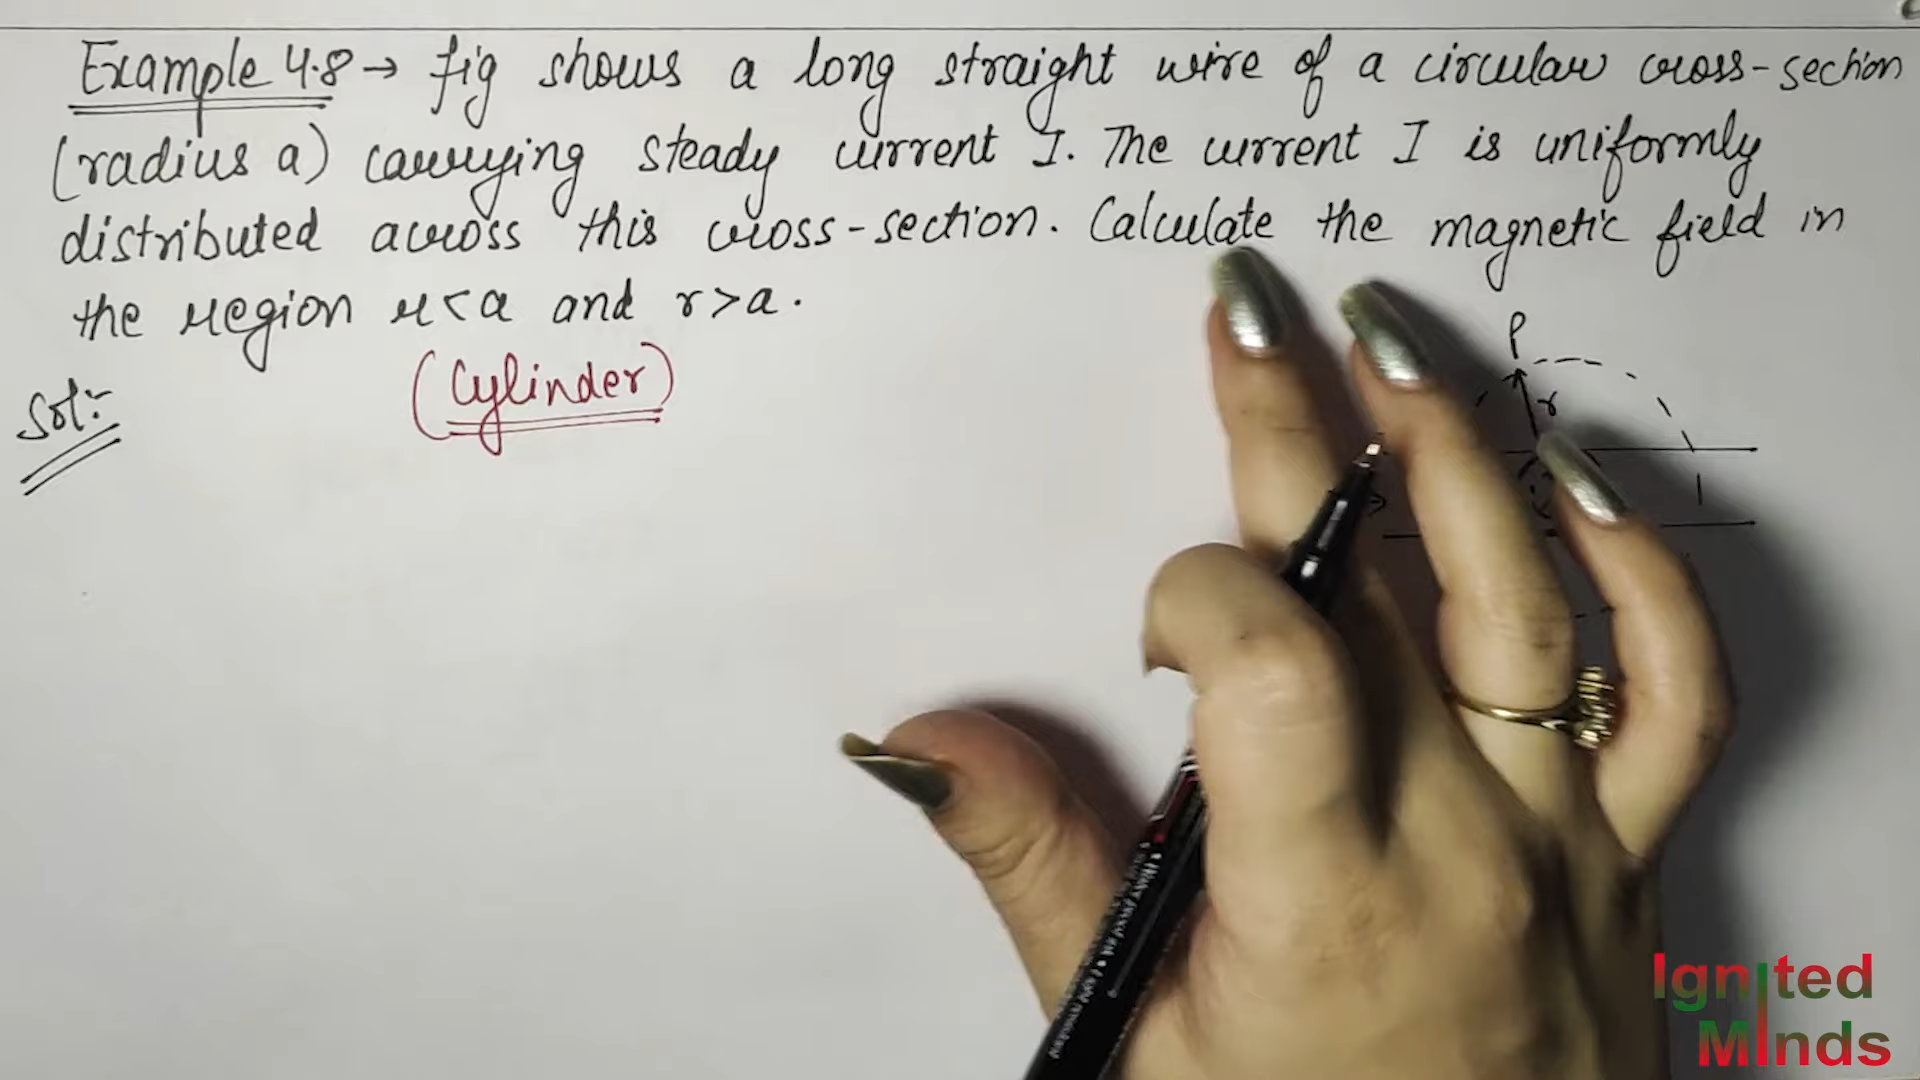 Example 4.8 → fig shows a long straight wire of a circular cross-section
(radius a) carrying steady current I. The current I is uniformly
distributed across this cross-section. Calculate the magnetic field in
the region r<a and r>a.
(Cylinder)
Sol:-
P
r
Ignited
Minds